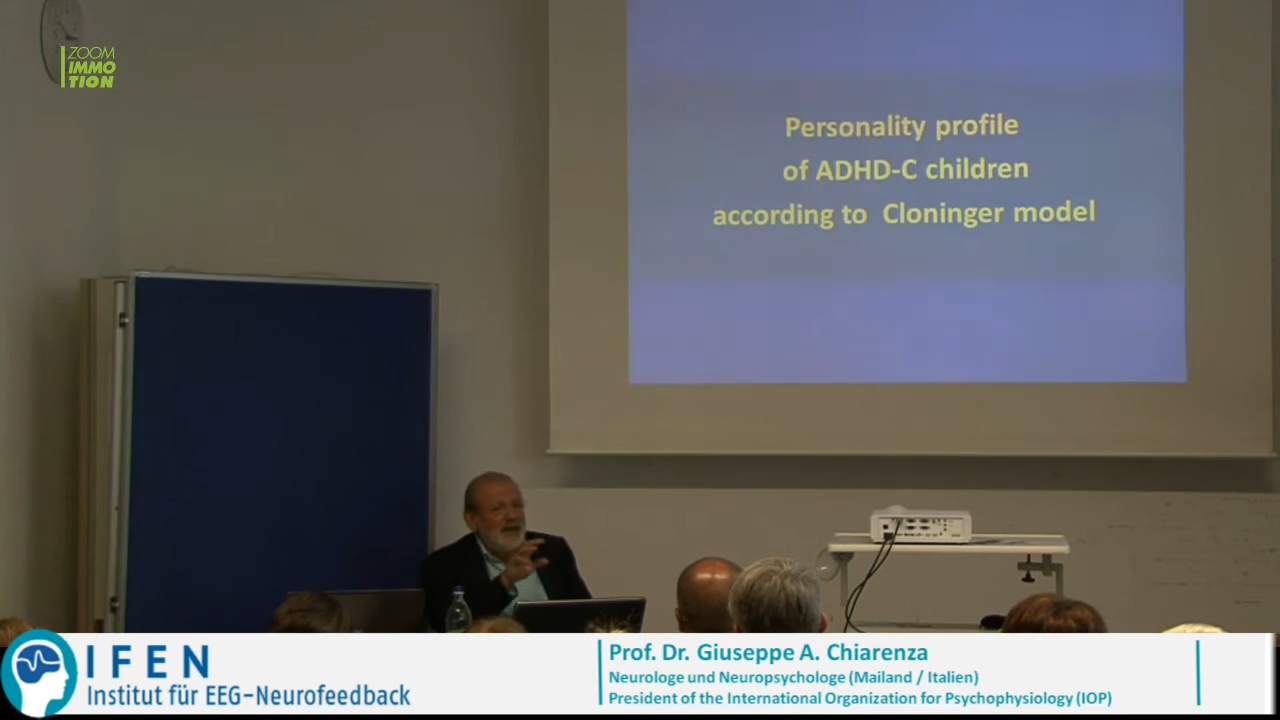 ZOOM
IMMO
TION
Personality profile
of ADHD-C children
according to Cloninger model
IFEN
Institut für EEG-Neurofeedback
Prof. Dr. Giuseppe A. Chiarenza
Neurologe und Neuropsychologe (Mailand / Italien)
President of the International Organization for Psychophysiology (IOP)